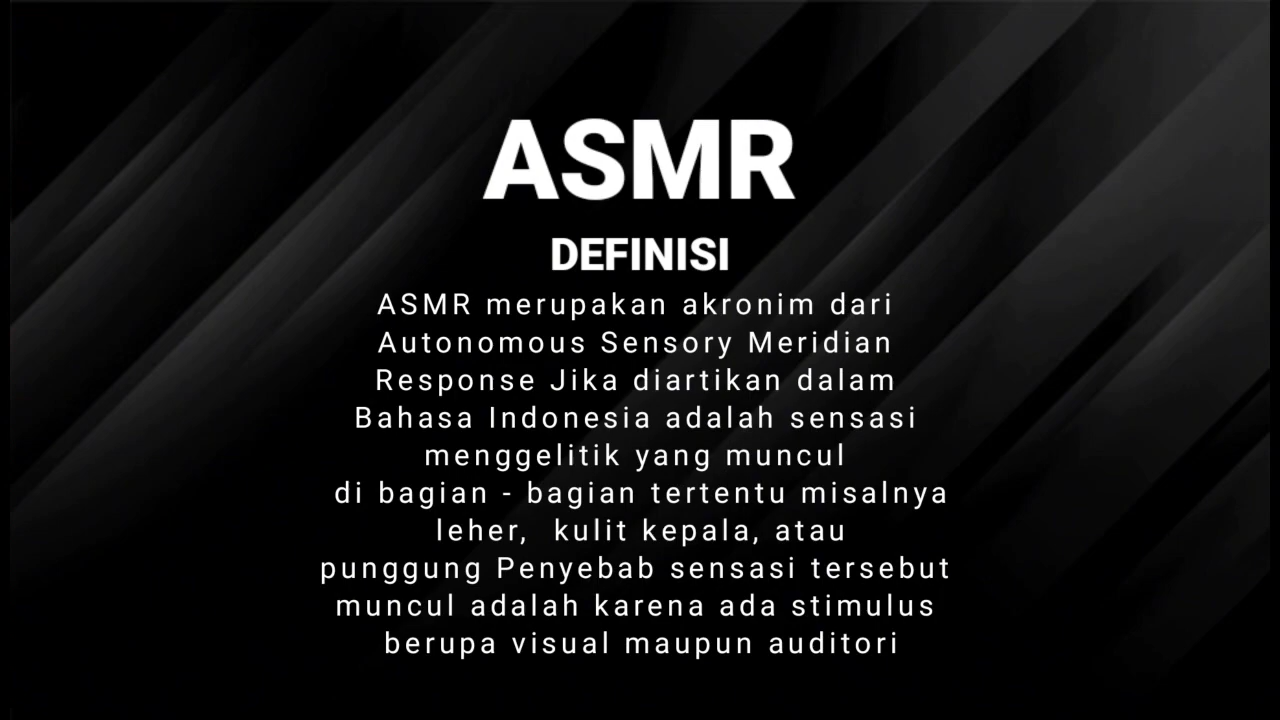 ASMR
DEFINISI
ASMR merupakan akronim dari
Autonomous Sensory Meridian
Response Jika diartikan dalam
Bahasa Indonesia adalah sensasi
menggelitik yang muncul
di bagian - bagian tertentu misalnya
leher,  kulit kepala, atau
punggung Penyebab sensasi tersebut
muncul adalah karena ada stimulus
berupa visual maupun auditori